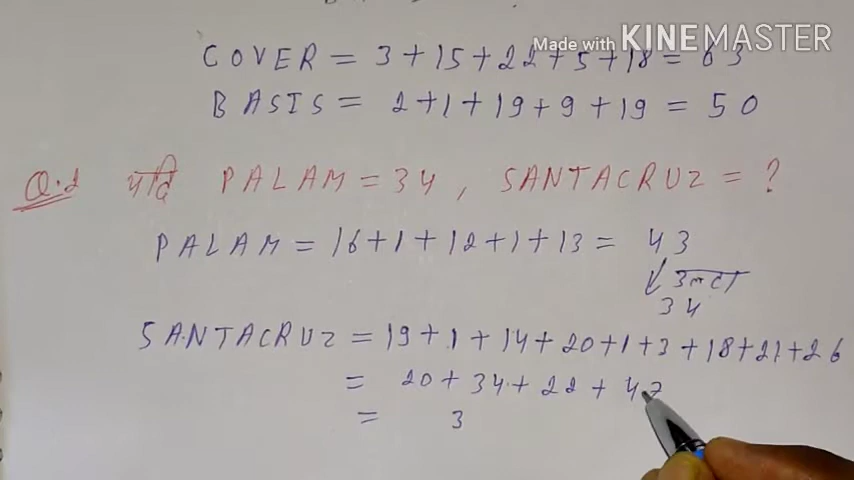 Made with KINEMASTER
COVER = 3+15+22+5+18 = 63
BASIS = 2+1+19+9+19 = 50
Q.2 यदि PALAM = 34, SANTACRUZ = ?
PALAM = 16+1+12+1+13 = 43
उल्टा
34
SANTACRUZ = 19+1+14+20+1+3+18+21+26
= 20+34+22+47
= 3